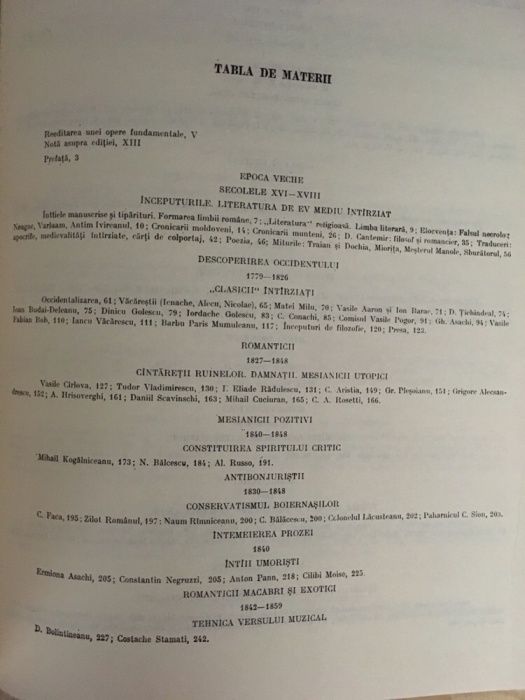 TABLA DE MATERII
Reeditarea unei opere fundamentale, V
Notă asupra ediției, XIII
Prefață, 3
EPOCA VECHE
SECOLELE XVI–XVIII
ÎNCEPUTURILE. LITERATURA DE EV MEDIU ÎNTÎRZIAT
Întîiele manuscrise și tipărituri. Formarea limbii române, 7; „Literatura" religioasă. Limba literară, 9; Elocvența: Falsul necrolog
Neagoe, Varlaam, Antim Ivireanul, 10; Cronicarii moldoveni, 14; Cronicarii munteni, 26; D. Cantemir: filosof și romancier, 35; Traduceri:
apocrife, medievalități întîrziate, cărți de colportaj, 42; Poezia, 46; Miturile: Traian și Dochia, Miorița, Meșterul Manole, Sburătorul, 56
DESCOPERIREA OCCIDENTULUI
1779–1826
„CLASICII" ÎNTÎRZIAȚI
Occidentalizarea, 61; Văcăreștii (Ienache, Alecu, Nicolae), 65; Matei Milu, 70; Vasile Aaron și Ion Barac, 71; D. Țichindeal, 74;
Ioan Budai-Deleanu, 75; Dinicu Golescu, 79; Iordache Golescu, 83; C. Conachi, 85; Comisul Vasile Pogor, 91; Gh. Asachi, 94; Vasile
Fabian Bob, 110; Iancu Văcărescu, 111; Barbu Paris Mumuleanu, 117; Începuturi de filozofie, 120; Presa, 123.
ROMANTICII
1827–1848
CÎNTĂREȚII RUINELOR. DAMNAȚII. MESIANICII UTOPICI
Vasile Cîrlova, 127; Tudor Vladimirescu, 130; I. Eliade Rădulescu, 131; C. Aristia, 149; Gr. Pleșoianu, 151; Grigore Alecsan-
drescu, 152; A. Hrisoverghi, 161; Daniil Scavinschi, 163; Mihail Cuciuran, 165; C. A. Rosetti, 166.
MESIANICII POZITIVI
1840–1848
CONSTITUIREA SPIRITULUI CRITIC
Mihail Kogălniceanu, 173; N. Bălcescu, 184; Al. Russo, 191.
ANTIBONJURIȘTII
1830–1848
CONSERVATISMUL BOIERNAȘILOR
C. Faca, 195; Zilot Românul, 197; Naum Rîmniceanu, 200; C. Bălăcescu, 200; Colonelul Lăcusteanu, 202; Paharnicul C. Sion, 203.
ÎNTEMEIEREA PROZEI
1840
ÎNTÎII UMORIȘTI
Ermiona Asachi, 205; Constantin Negruzzi, 205; Anton Pann, 218; Cilibi Moise, 225.
ROMANTICII MACABRI ȘI EXOTICI
1842–1859
TEHNICA VERSULUI MUZICAL
D. Bolintineanu, 227; Costache Stamati, 242.